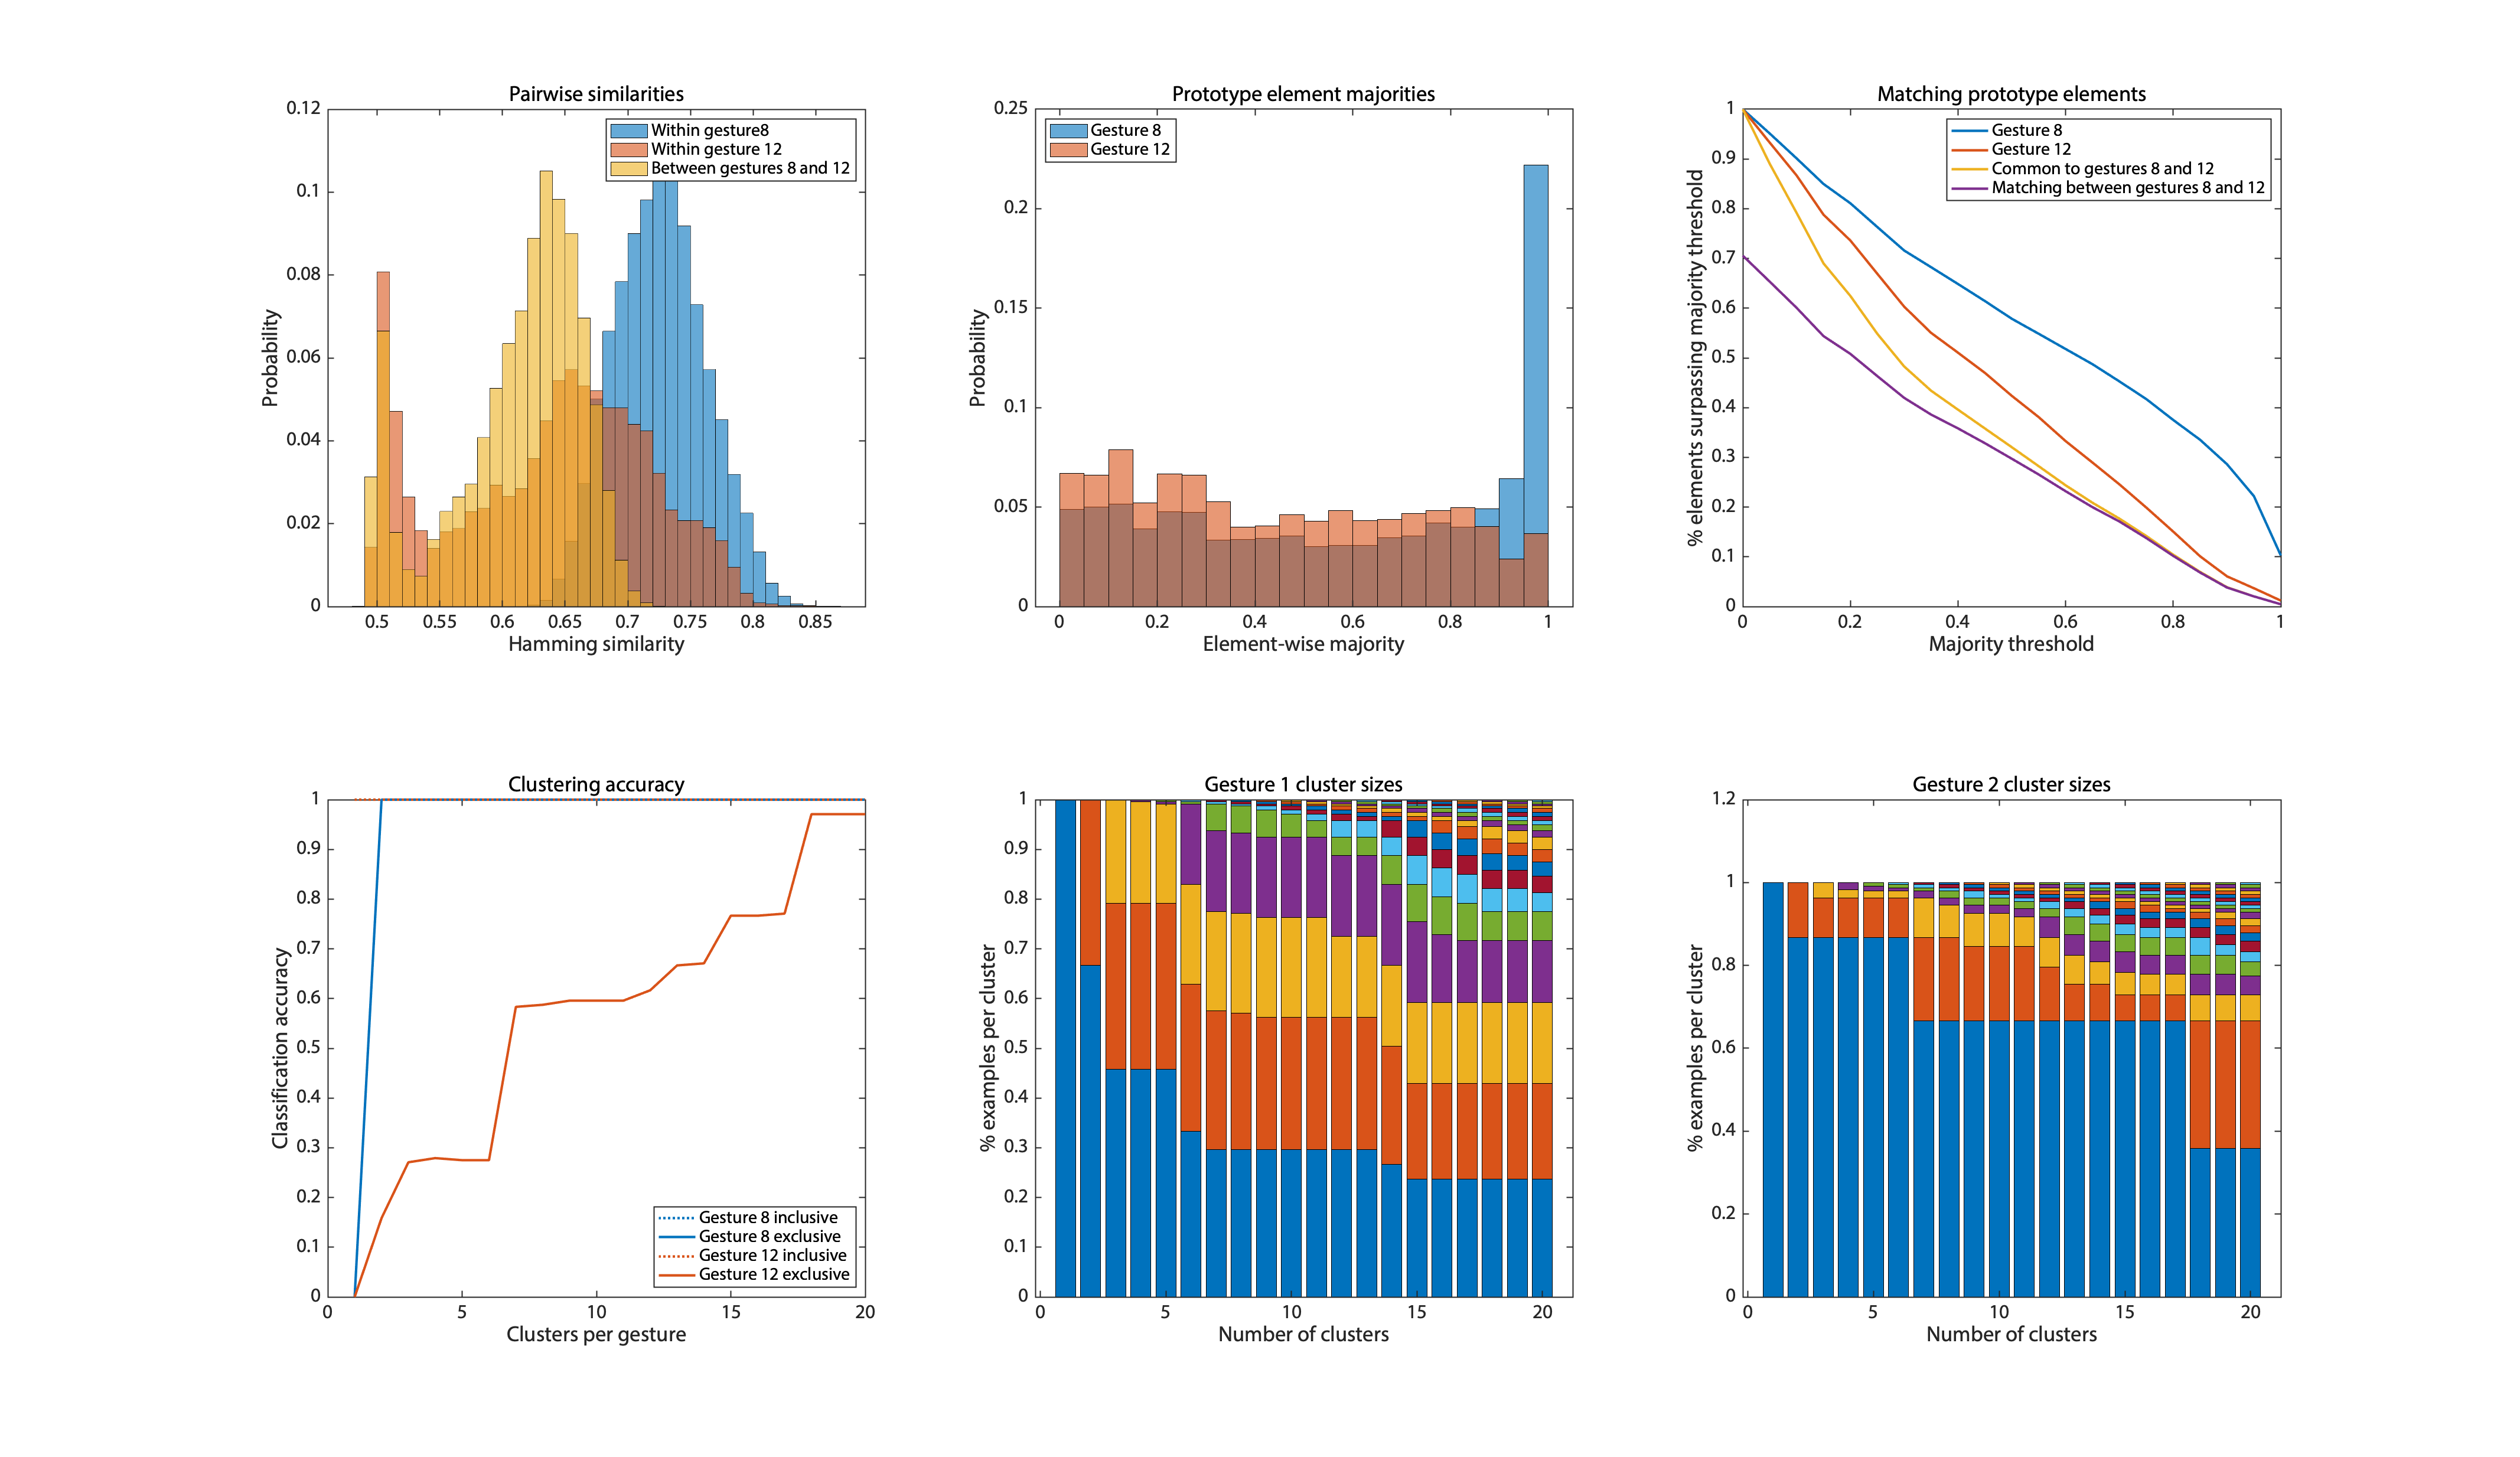 Pairwise similarities
0.12
0.1
0.08
0.06
0.04
0.02
0
Probability
Within gesture8
Within gesture 12
Between gestures 8 and 12
0.5 0.55 0.6 0.65 0.7 0.75 0.8 0.85
Hamming similarity
Prototype element majorities
0.25
0.2
0.15
0.1
0.05
0
Probability
Gesture 8
Gesture 12
0 0.2 0.4 0.6 0.8 1
Element-wise majority
Matching prototype elements
1
0.9
0.8
0.7
0.6
0.5
0.4
0.3
0.2
0.1
0
% elements surpassing majority threshold
Gesture 8
Gesture 12
Common to gestures 8 and 12
Matching between gestures 8 and 12
0 0.2 0.4 0.6 0.8 1
Majority threshold
Clustering accuracy
1
0.9
0.8
0.7
0.6
0.5
0.4
0.3
0.2
0.1
0
Classification accuracy
Gesture 8 inclusive
Gesture 8 exclusive
Gesture 12 inclusive
Gesture 12 exclusive
0 5 10 15 20
Clusters per gesture
Gesture 1 cluster sizes
1
0.9
0.8
0.7
0.6
0.5
0.4
0.3
0.2
0.1
0
% examples per cluster
0 5 10 15 20
Number of clusters
Gesture 2 cluster sizes
1.2
1
0.8
0.6
0.4
0.2
0
% examples per cluster
0 5 10 15 20
Number of clusters